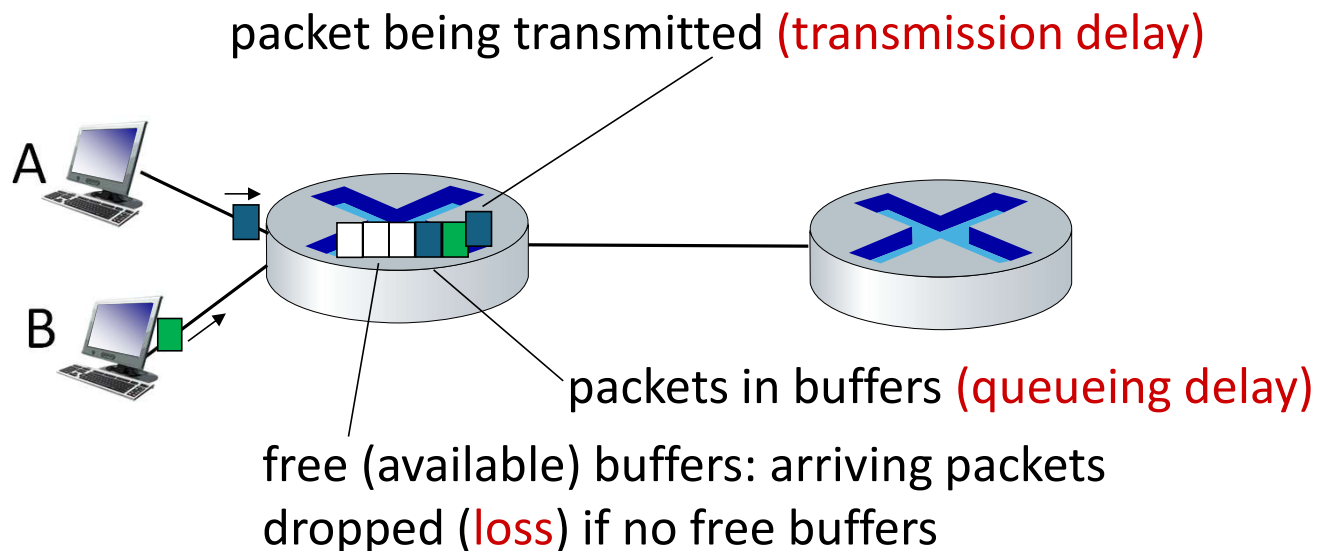 packet being transmitted (transmission delay)
A
B
packets in buffers (queueing delay)
free (available) buffers: arriving packets
dropped (loss) if no free buffers